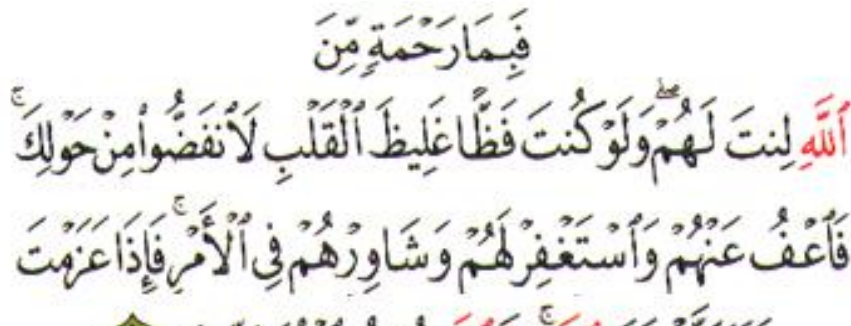 فَبِمَا رَحْمَةٍ مِّنَ
ٱللَّهِ لِنتَ لَهُمْ ۖ وَلَوْ كُنتَ فَظًّا غَلِيظَ ٱلْقَلْبِ لَٱنفَضُّوا۟ مِنْ حَوْلِكَ ۖ
فَٱعْفُ عَنْهُمْ وَٱسْتَغْفِرْ لَهُمْ وَشَاوِرْهُمْ فِى ٱلْأَمْرِ ۖ فَإِذَا عَزَمْتَ